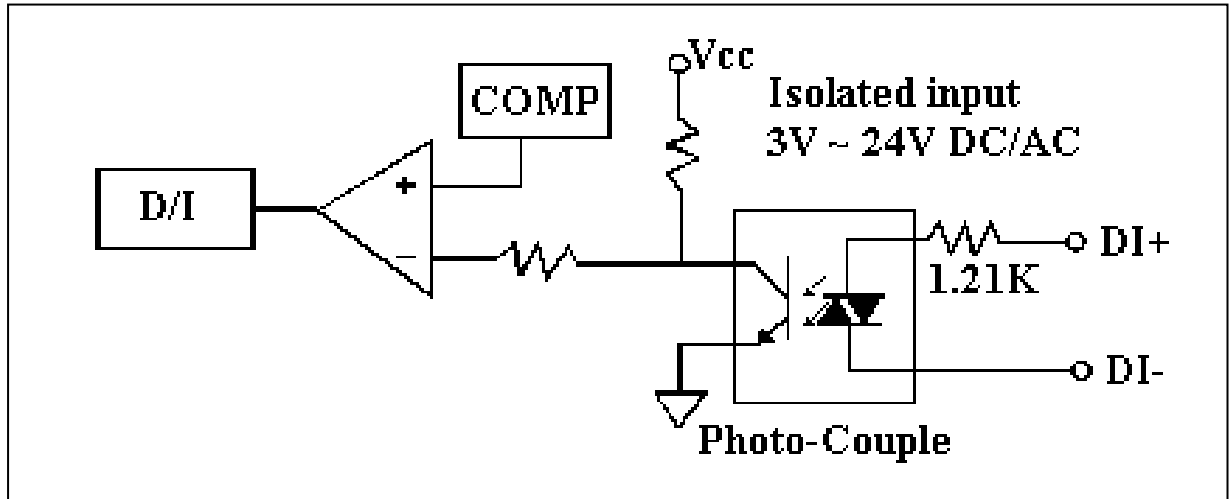 Vcc
COMP
Isolated input
3V ~ 24V DC/AC
+
D/I
DI+
−
1.21K
DI-
Photo-Couple